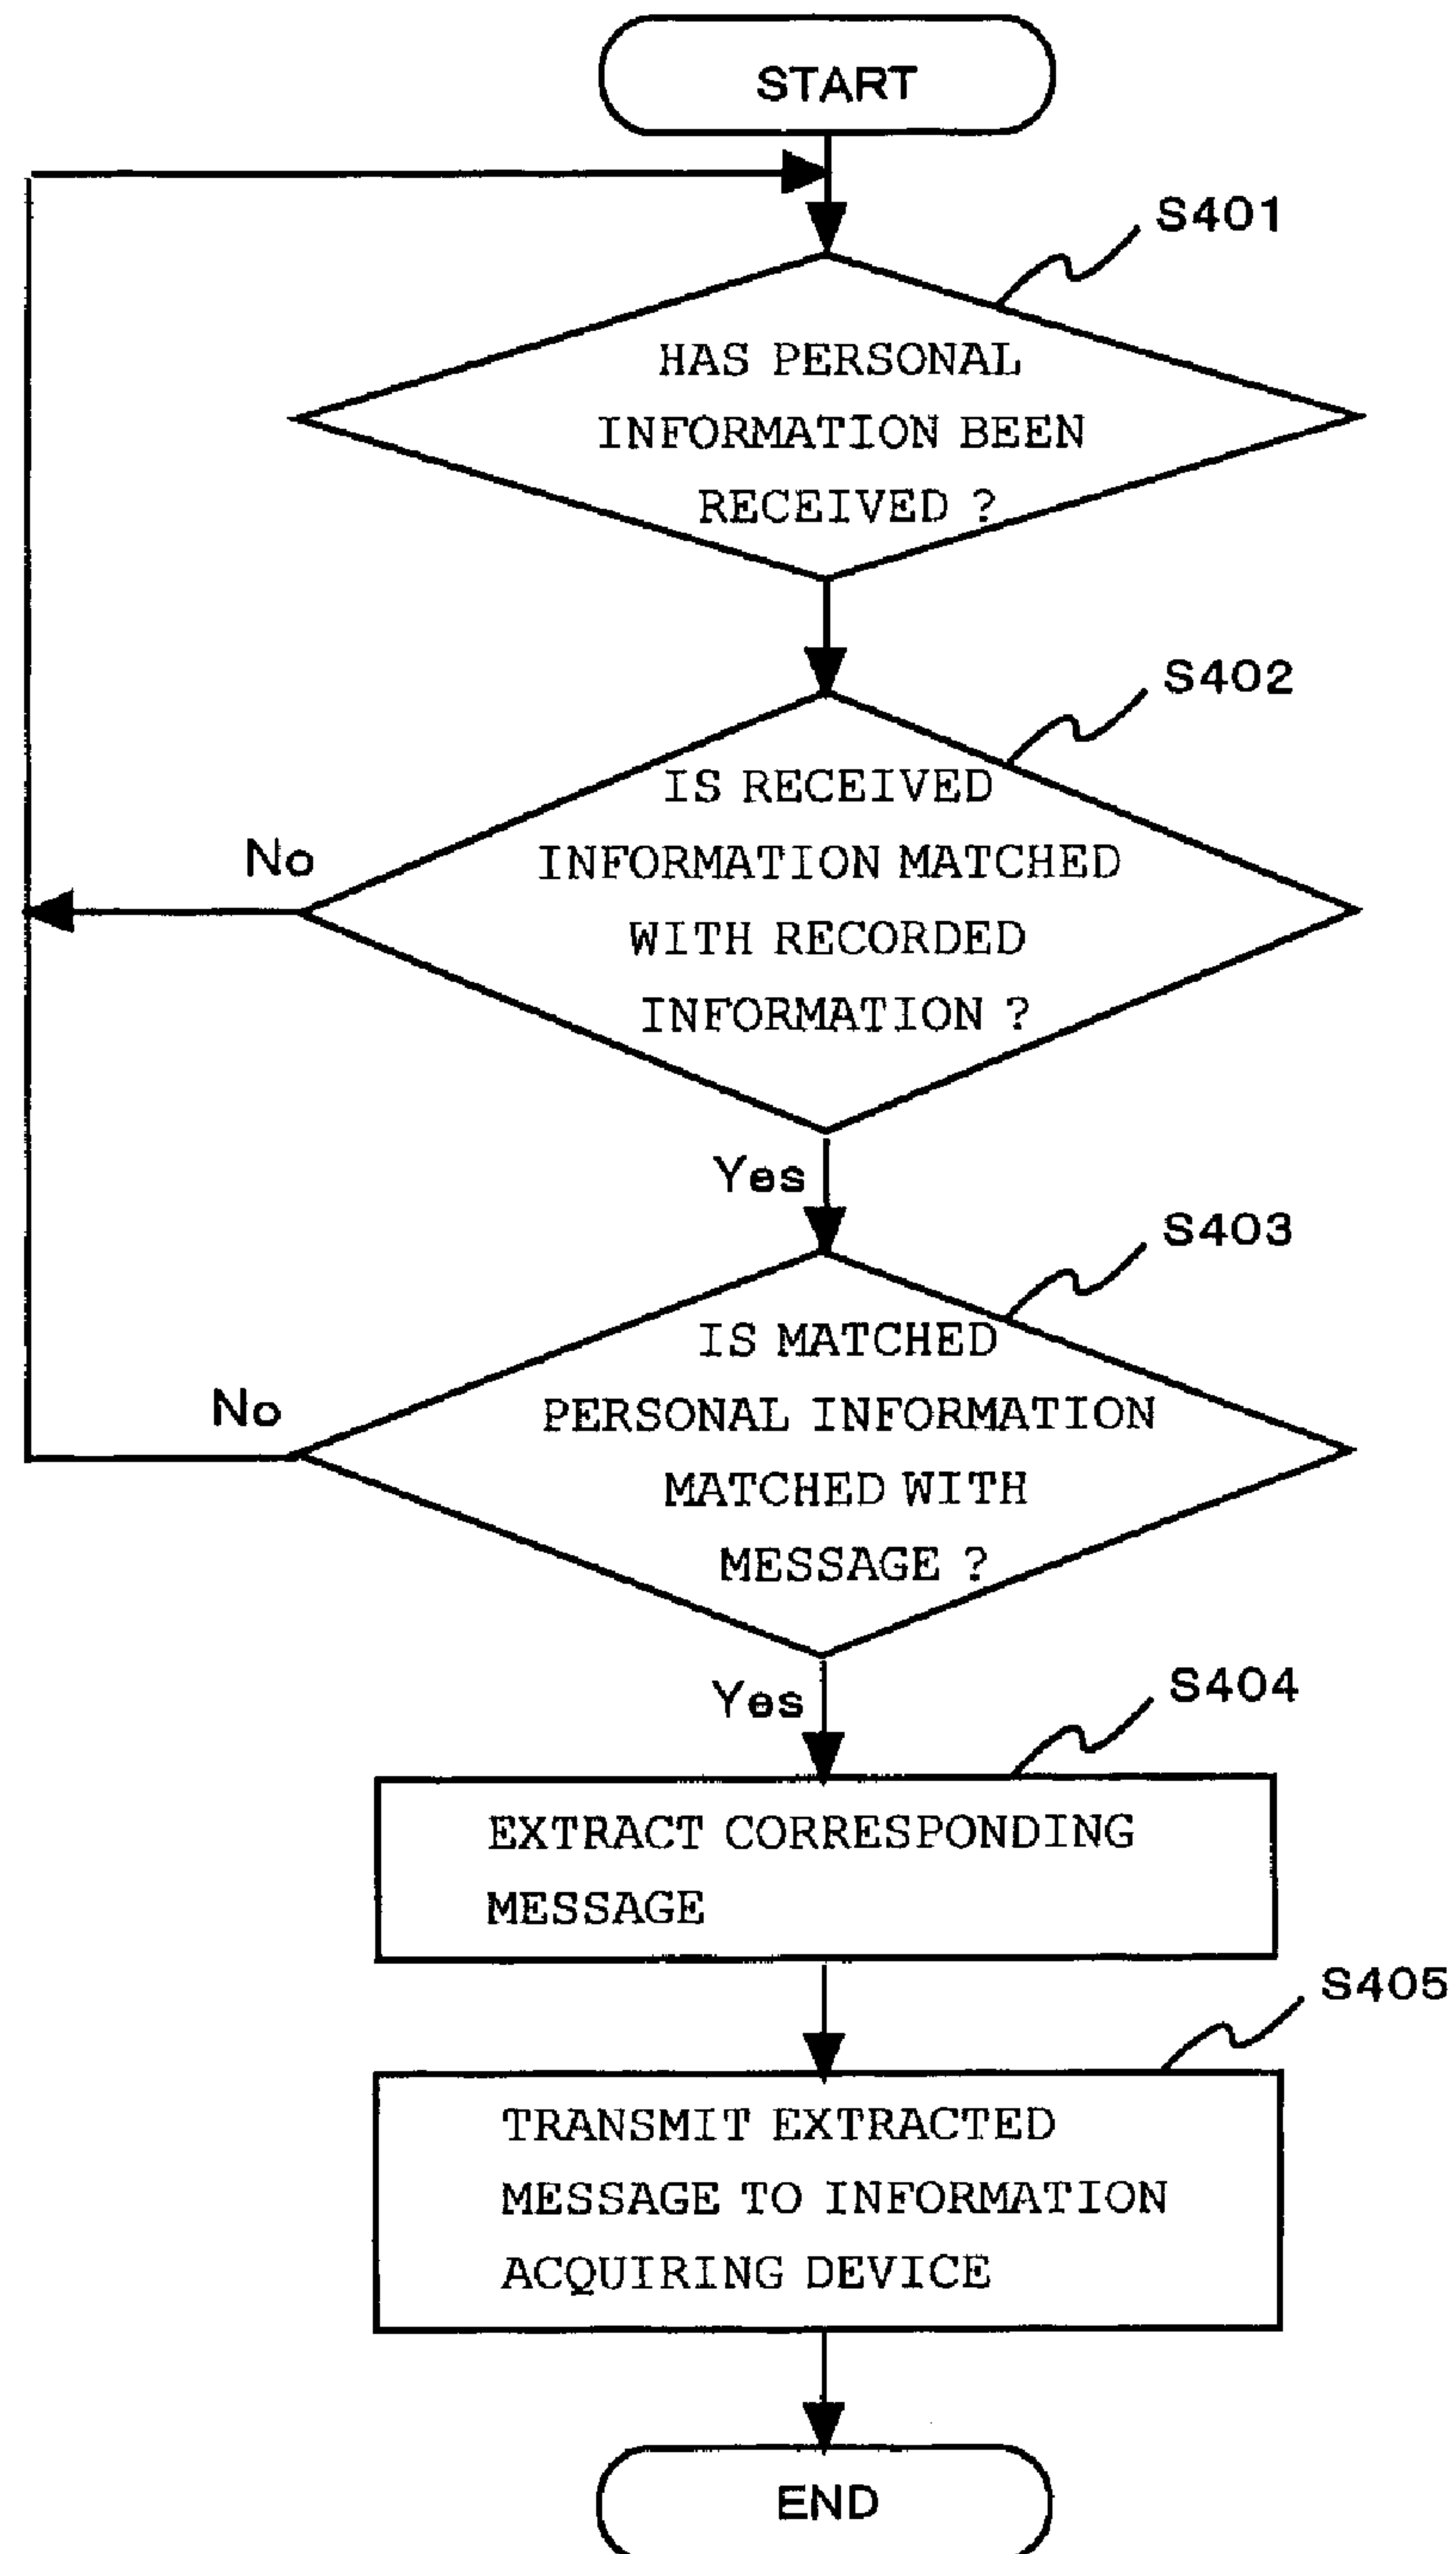 START
S401
HAS PERSONAL
INFORMATION BEEN
RECEIVED ?
S402
IS RECEIVED
No
INFORMATION MATCHED
WITH RECORDED
INFORMATION ?
Yes
S403
IS MATCHED
No
PERSONAL INFORMATION
MATCHED WITH
MESSAGE ?
Yes
S404
EXTRACT CORRESPONDING
MESSAGE
S405
TRANSMIT EXTRACTED
MESSAGE TO INFORMATION
ACQUIRING DEVICE
END